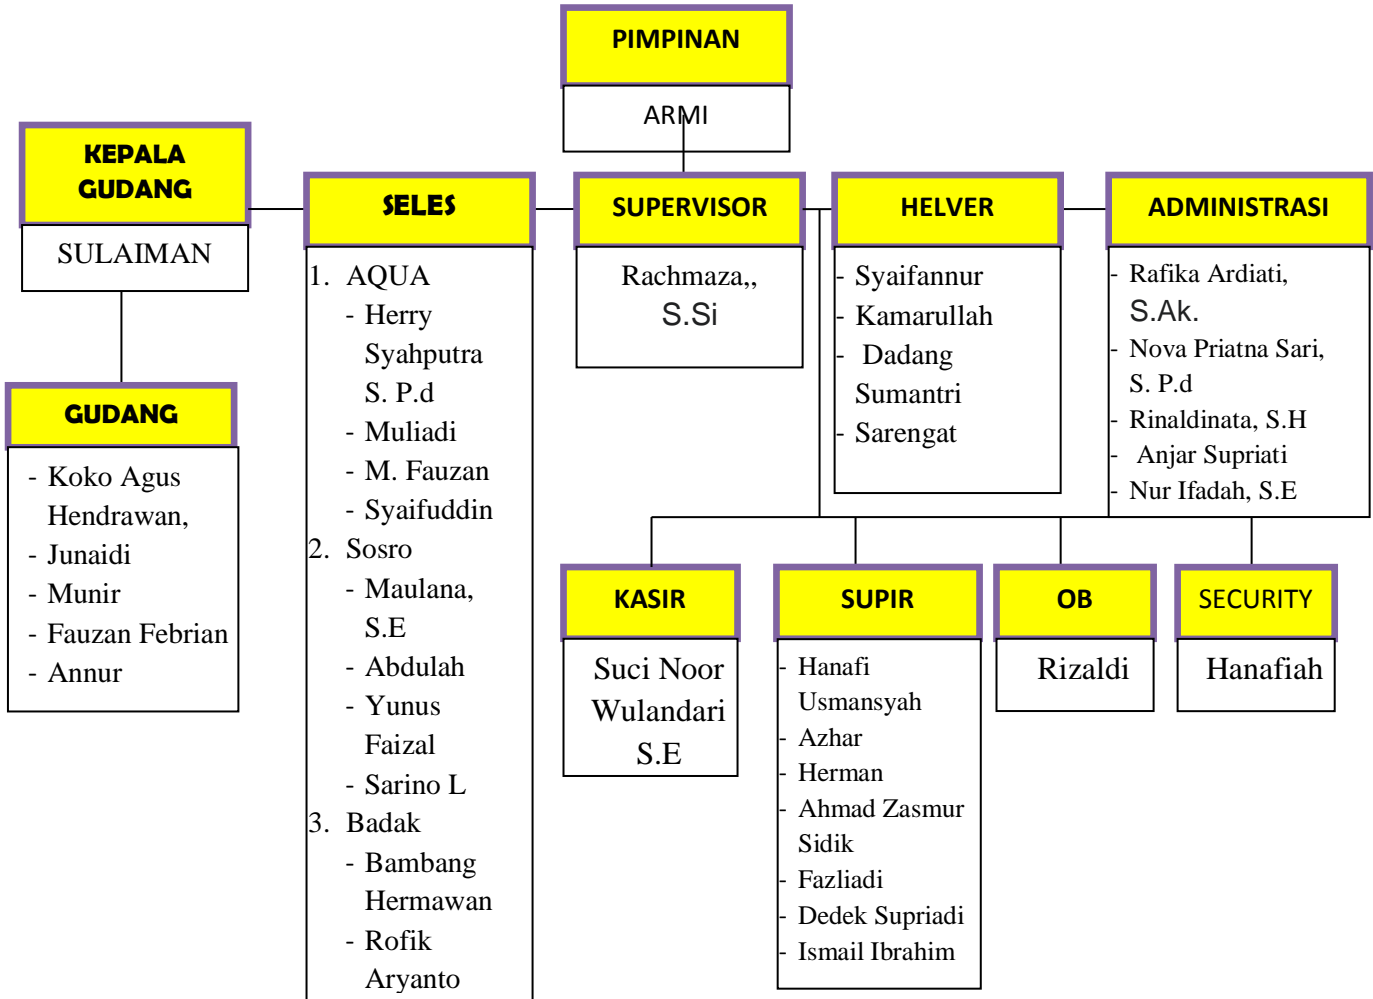 PIMPINAN
ARMI
KEPALA
GUDANG
SULAIMAN
SELES
1. AQUA
- Herry
Syahputra
S. P.d
- Muliadi
- M. Fauzan
- Syaifuddin
2. Sosro
- Maulana,
S.E
- Abdulah
- Yunus
Faizal
- Sarino L
3. Badak
- Bambang
Hermawan
- Rofik
Aryanto
SUPERVISOR
Rachmaza,,
S.Si
HELVER
- Syaifannur
- Kamarullah
- Dadang
Sumantri
- Sarengat
ADMINISTRASI
- Rafika Ardiati,
S.Ak.
- Nova Priatna Sari,
S. P.d
- Rinaldinata, S.H
- Anjar Supriati
- Nur Ifadah, S.E
GUDANG
- Koko Agus
Hendrawan,
- Junaidi
- Munir
- Fauzan Febrian
- Annur
KASIR
Suci Noor
Wulandari
S.E
SUPIR
- Hanafi
Usmansyah
- Azhar
- Herman
- Ahmad Zasmur
Sidik
- Fazliadi
- Dedek Supriadi
- Ismail Ibrahim
OB
Rizaldi
SECURITY
Hanafiah